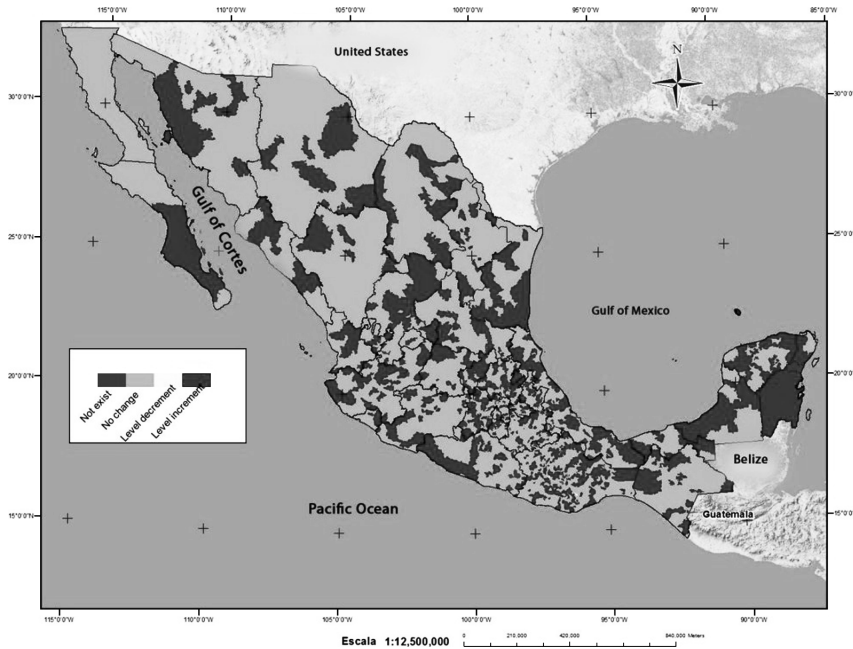 115°0'0"W 110°0'0"W 105°0'0"W 100°0'0"W 95°0'0"W 90°0'0"W 85°0'0"W
United States
N
30°0'0"N 30°0'0"N
Gulf of Cortes
25°0'0"N 25°0'0"N
Gulf of Mexico
20°0'0"N 20°0'0"N
Not exist
No change
Level decrement
Level increment
Belize
Pacific Ocean
Guatemala
15°0'0"N 15°0'0"N
115°0'0"W 110°0'0"W 105°0'0"W 100°0'0"W 95°0'0"W 90°0'0"W
Escala 1:12,500,000
0 210,000 420,000 840,000 Meters